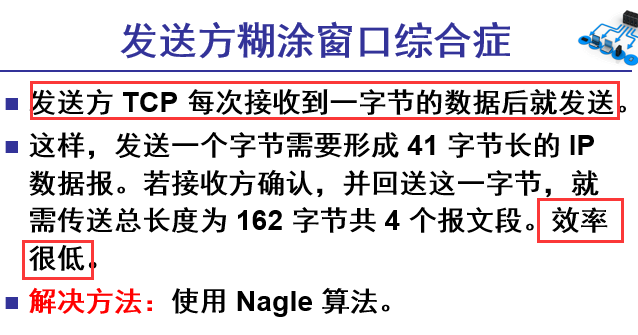 发送方糊涂窗口综合症
发送方 TCP 每次接收到一字节的数据后就发送。
这样，发送一个字节需要形成 41 字节长的 IP
数据报。若接收方确认，并回送这一字节，就
需传送总长度为 162 字节共 4 个报文段。效率
很低。
解决方法：使用 Nagle 算法。